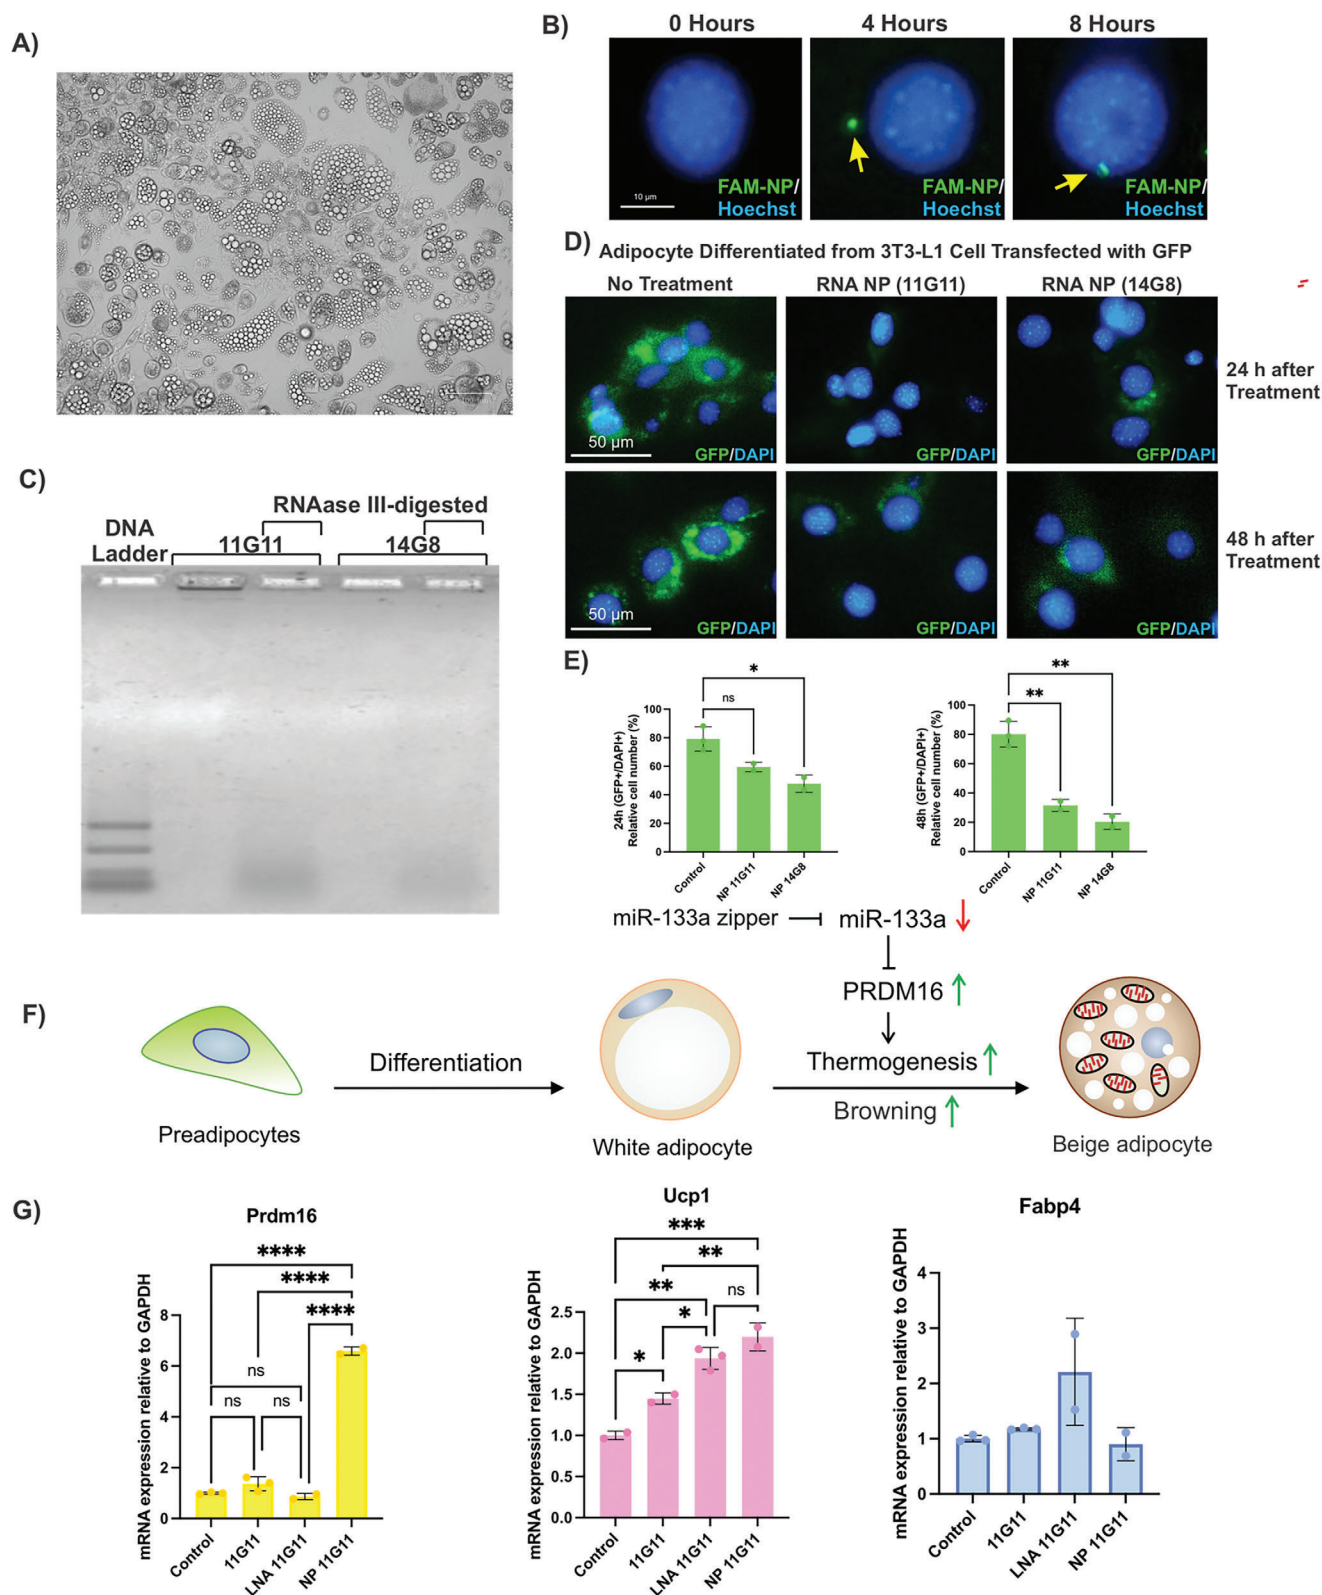 A)
B)
0 Hours
4 Hours
8 Hours
FAM-NP/
Hoechst
10 µm
FAM-NP/
Hoechst
FAM-NP/
Hoechst
C)
RNAase III-digested
DNA
Ladder
11G11
14G8
D) Adipocyte Differentiated from 3T3-L1 Cell Transfected with GFP
No Treatment
RNA NP (11G11)
RNA NP (14G8)
50 µm
GFP/DAPI
GFP/DAPI
GFP/DAPI
24 h after
Treatment
50 µm
GFP/DAPI
GFP/DAPI
GFP/DAPI
48 h after
Treatment
E)
24h (GFP+/DAPI+)
Relative cell number (%)
100
80
60
40
20
0
*
ns
Control
NP 11G11
NP 14G8
48h (GFP+/DAPI+)
Relative cell number (%)
100
80
60
40
20
0
**
**
Control
NP 11G11
NP 14G8
F)
miR-133a zipper
miR-133a
PRDM16
Thermogenesis
Browning
Differentiation
Preadipocytes
White adipocyte
Beige adipocyte
G)
Prdm16
mRNA expression relative to GAPDH
8
6
4
2
0
****
****
****
ns
ns
ns
Control
11G11
LNA 11G11
NP 11G11
Ucp1
mRNA expression relative to GAPDH
2.5
2.0
1.5
1.0
0.5
0.0
***
**
**
ns
*
*
Control
11G11
LNA 11G11
NP 11G11
Fabp4
mRNA expression relative to GAPDH
4
3
2
1
0
Control
11G11
LNA 11G11
NP 11G11